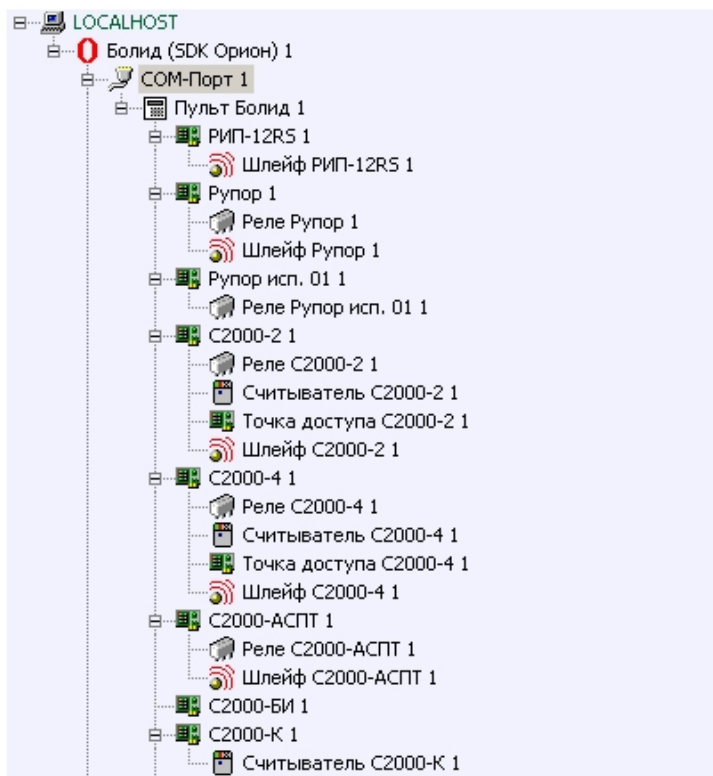 LOCALHOST
Болид (SDK Орион) 1
COM-Порт 1
Пульт Болид 1
РИП-12RS 1
Шлейф РИП-12RS 1
Рупор 1
Реле Рупор 1
Шлейф Рупор 1
Рупор исп. 01 1
Реле Рупор исп. 01 1
С2000-2 1
Реле С2000-2 1
Считыватель С2000-2 1
Точка доступа С2000-2 1
Шлейф С2000-2 1
С2000-4 1
Реле С2000-4 1
Считыватель С2000-4 1
Точка доступа С2000-4 1
Шлейф С2000-4 1
С2000-АСПТ 1
Реле С2000-АСПТ 1
Шлейф С2000-АСПТ 1
С2000-БИ 1
С2000-К 1
Считыватель С2000-К 1